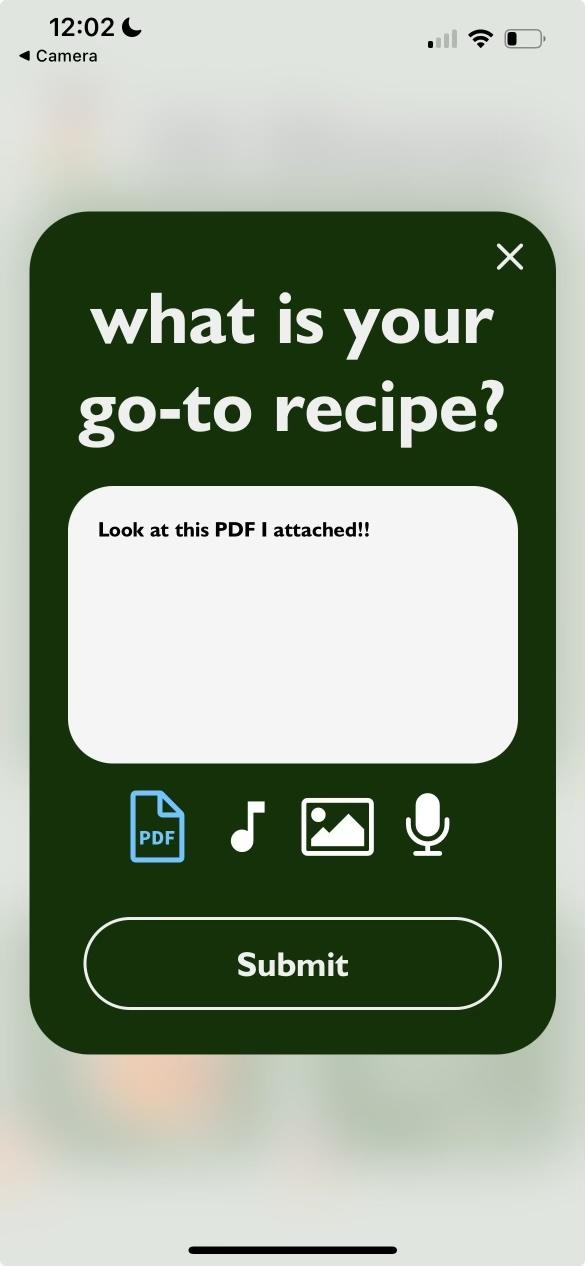 12:02
◀ Camera
what is your
go-to recipe?
Look at this PDF I attached!!
PDF
Submit